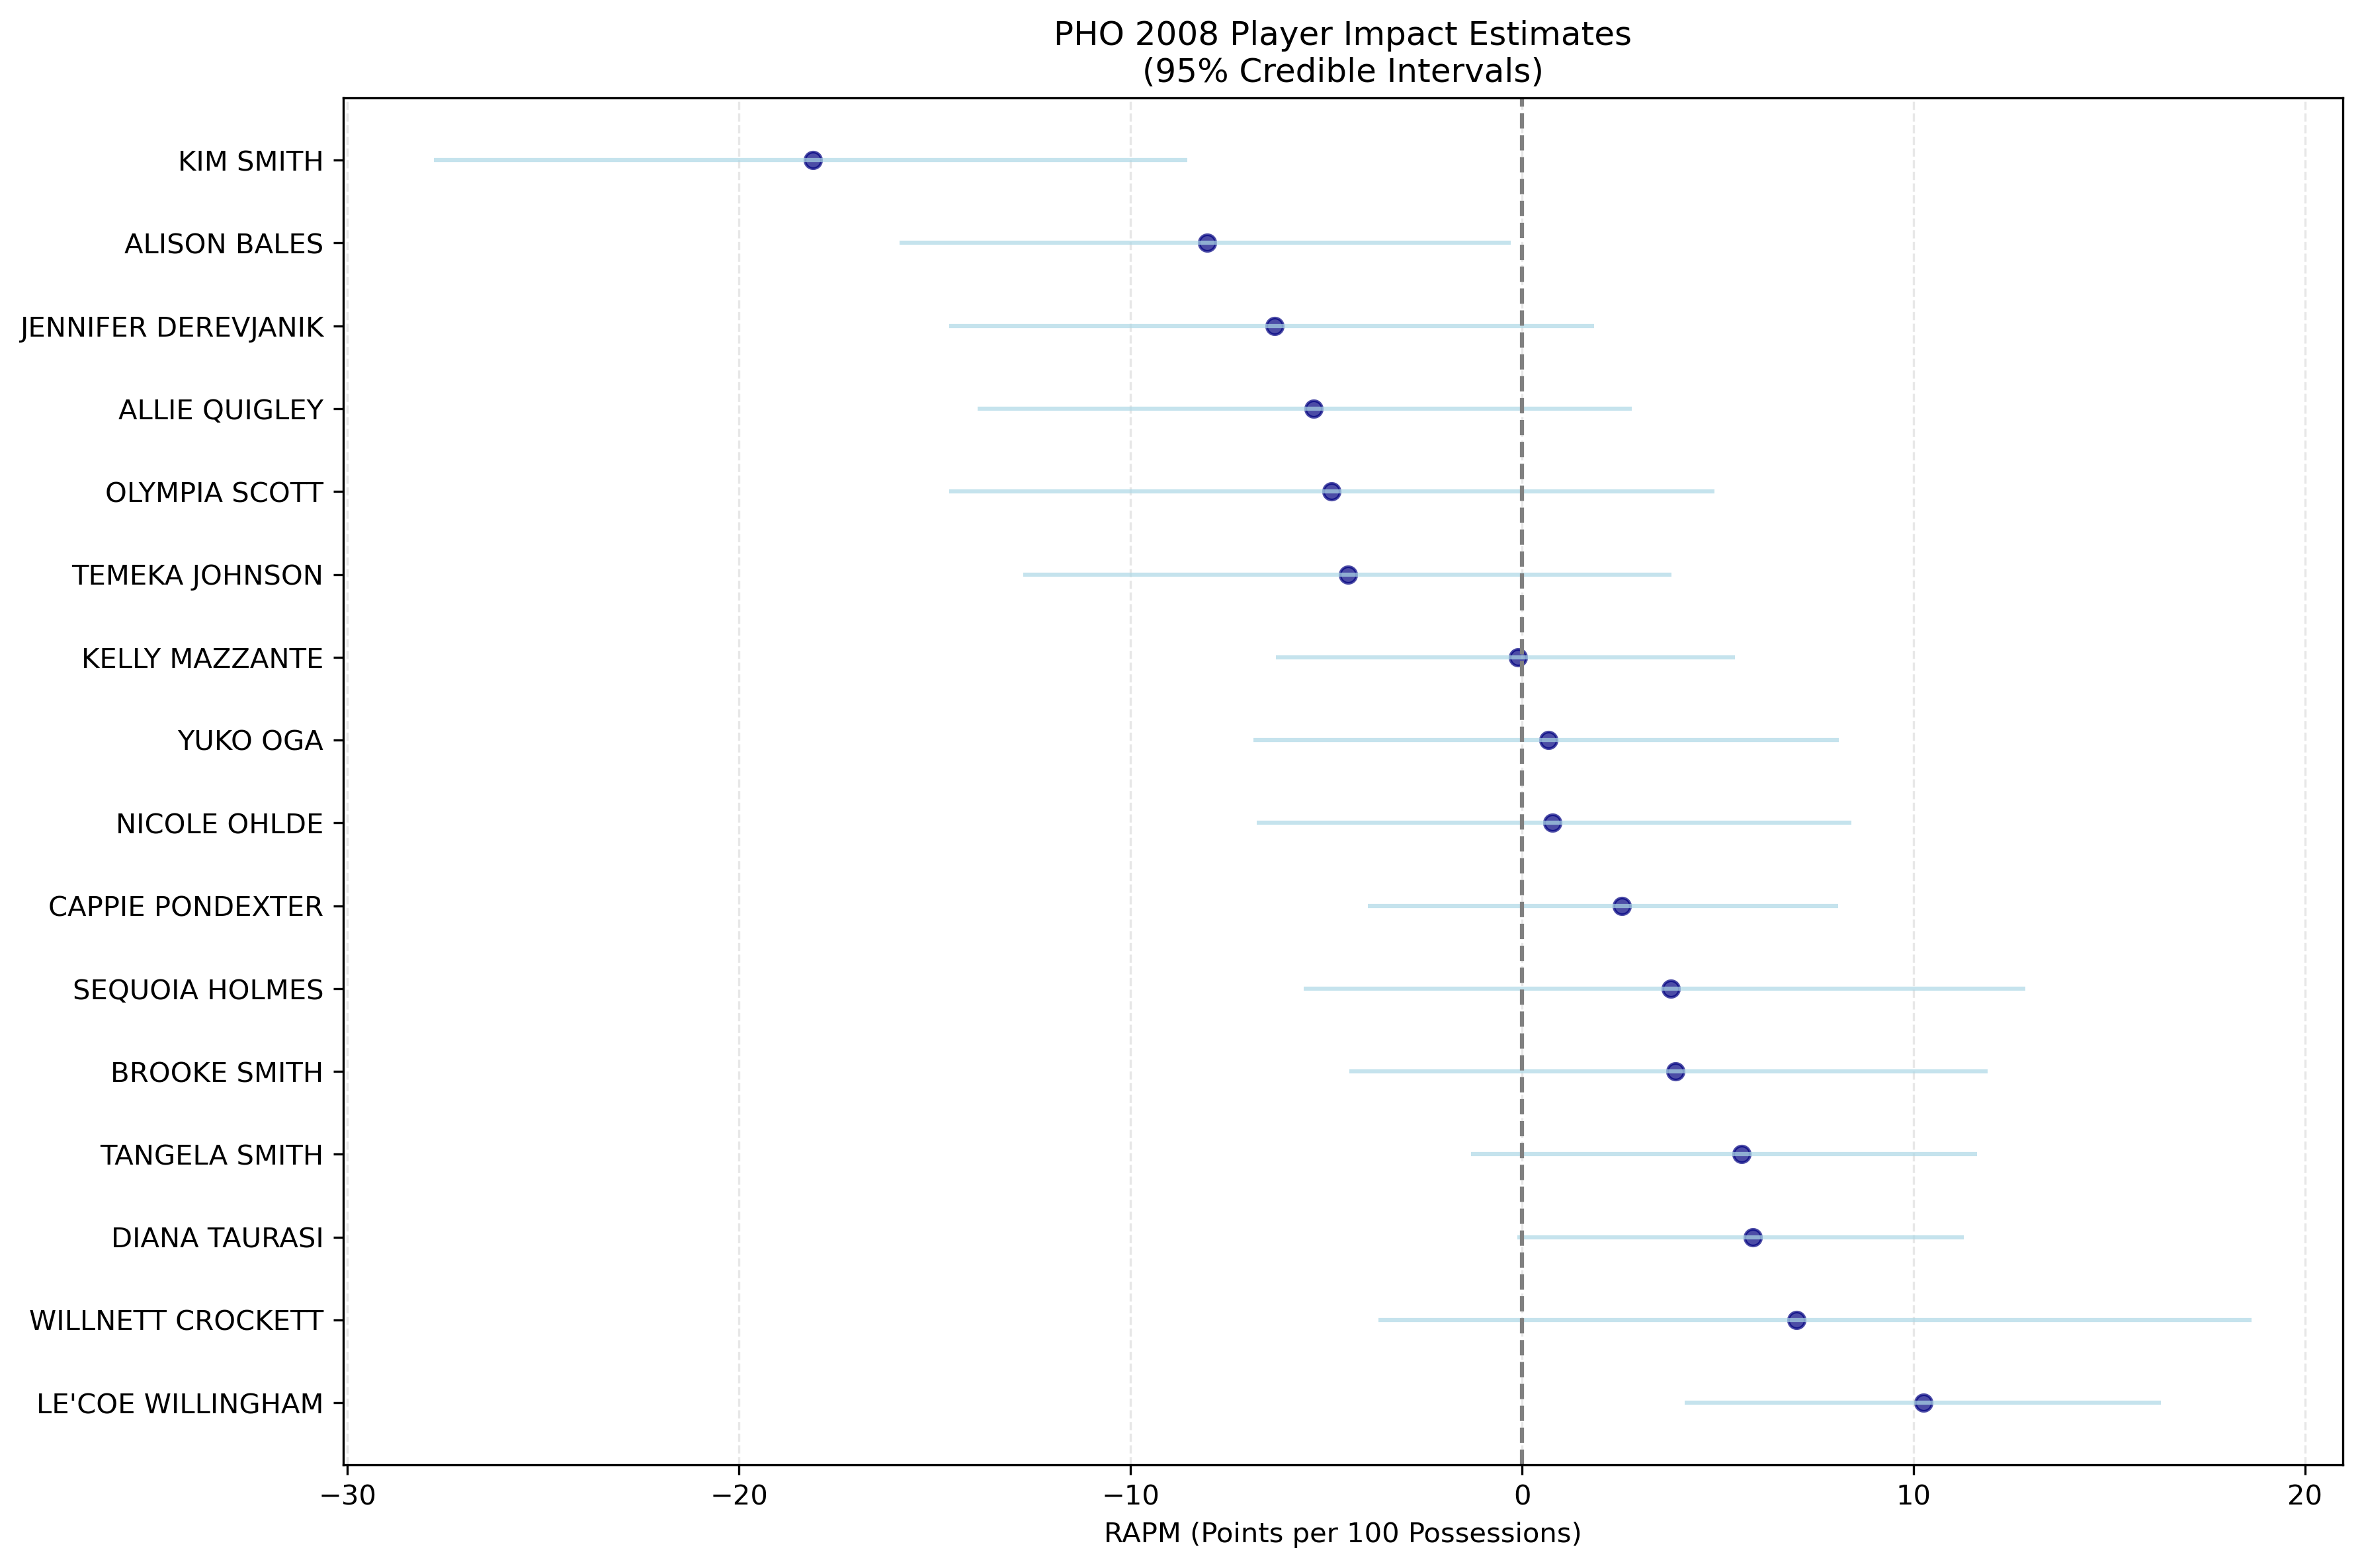 PHO 2008 Player Impact Estimates
(95% Credible Intervals)
KIM SMITH
ALISON BALES
JENNIFER DEREVJANIK
ALLIE QUIGLEY
OLYMPIA SCOTT
TEMEKA JOHNSON
KELLY MAZZANTE
YUKO OGA
NICOLE OHLDE
CAPPIE PONDEXTER
SEQUOIA HOLMES
BROOKE SMITH
TANGELA SMITH
DIANA TAURASI
WILLNETT CROCKETT
LE'COE WILLINGHAM
−30 −20 −10 0 10 20
RAPM (Points per 100 Possessions)